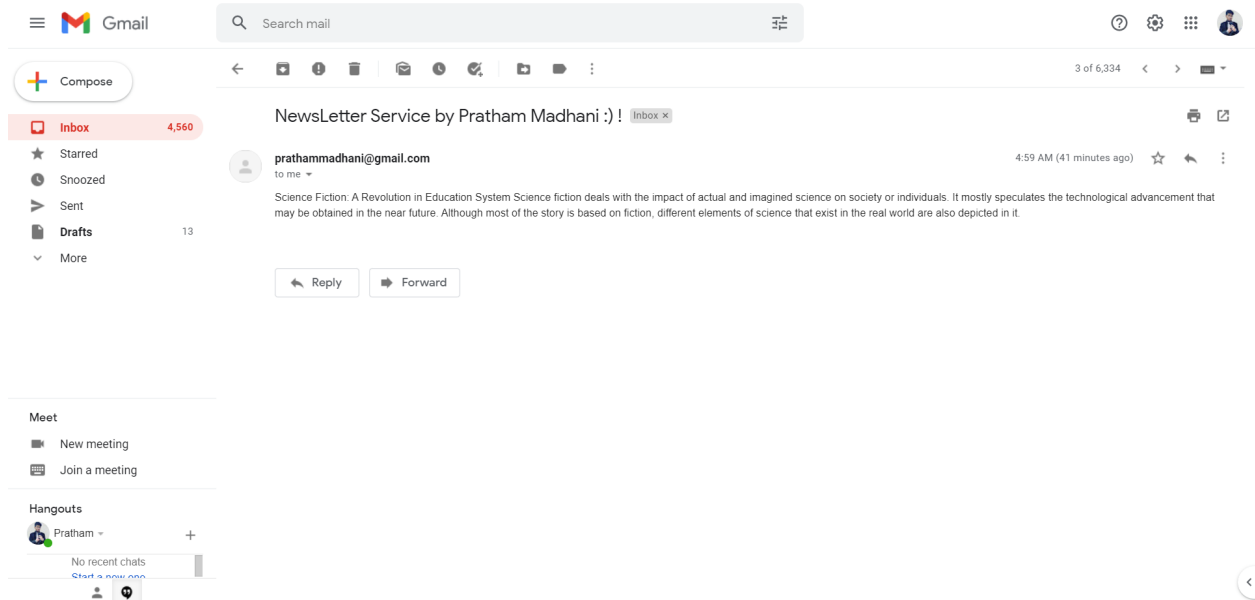 Gmail
Search mail
Compose
3 of 6,334
Inbox 4,560
Starred
Snoozed
Sent
Drafts 13
More
NewsLetter Service by Pratham Madhani :) ! Inbox ×
prathammadhani@gmail.com 4:59 AM (41 minutes ago)
to me
Science Fiction: A Revolution in Education System Science fiction deals with the impact of actual and imagined science on society or individuals. It mostly speculates the technological advancement that
may be obtained in the near future. Although most of the story is based on fiction, different elements of science that exist in the real world are also depicted in it.
Reply Forward
Meet
New meeting
Join a meeting
Hangouts
Pratham
No recent chats
Start a new one